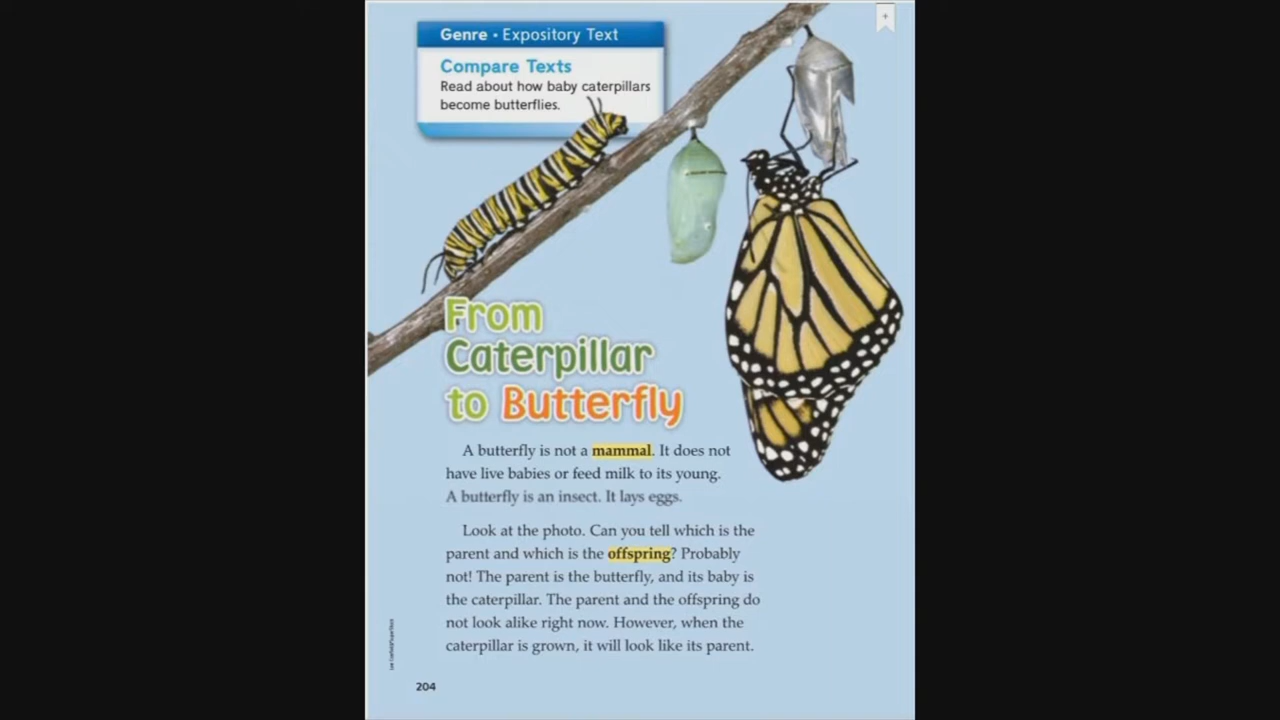 Genre • Expository Text
Compare Texts
Read about how baby caterpillars
become butterflies.
From
Caterpillar
to Butterfly
A butterfly is not a mammal. It does not
have live babies or feed milk to its young.
A butterfly is an insect. It lays eggs.
Look at the photo. Can you tell which is the
parent and which is the offspring? Probably
not! The parent is the butterfly, and its baby is
the caterpillar. The parent and the offspring do
not look alike right now. However, when the
caterpillar is grown, it will look like its parent.
204